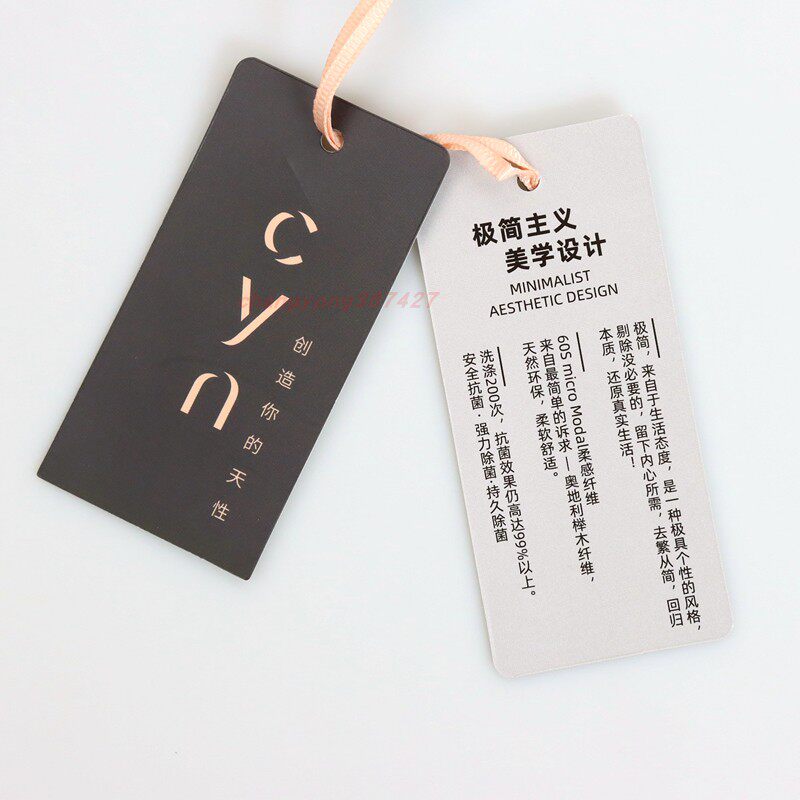 cyn
创造你的天性
极简主义
美学设计
MINIMALIST
AESTHETIC DESIGN
极简，来自于生活态度，是一种极具个性的风格，
剔除没必要的，留下内心所需，去繁从简，回归
本质，还原真实生活！
60S micro Modal柔感纤维
来自最简单的诉求 — 奥地利榉木纤维，
天然环保，柔软舒适。
洗涤200次，抗菌效果仍高达99%以上。
安全抗菌·强力除菌·持久除菌